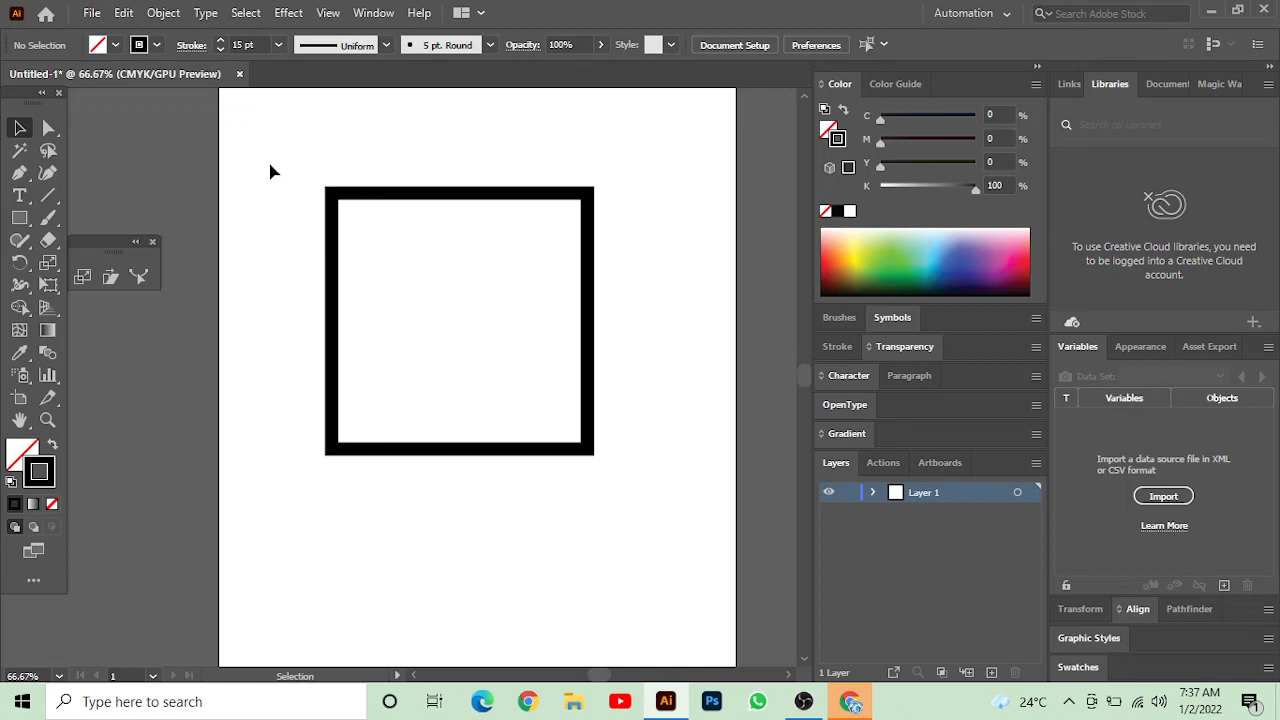 Ai File Edit Object Type Select Effect View Window Help Automation Search Adobe Stock
No Selection Stroke: 15 pt Uniform 5 pt. Round Opacity: 100% Style: Document Setup Preferences
Untitled-1* @ 66.67% (CMYK/GPU Preview)
Color Color Guide
Links Libraries Document Magic Wa
C 0 %
M 0 %
Y 0 %
K 100 %
Search all libraries
To use Creative Cloud libraries, you need
to be logged into a Creative Cloud
account.
Brushes Symbols
Stroke Transparency
Character Paragraph
OpenType
Gradient
Layers Actions Artboards
Layer 1
Variables Appearance Asset Export
Data Set:
T Variables Objects
Import a data source file in XML
or CSV format
Import
Learn More
Transform Align Pathfinder
Graphic Styles
Swatches
66.67% 1 Selection
1 Layer
Type here to search
Ai Ps
24°C
7:37 AM
1/2/2022
1